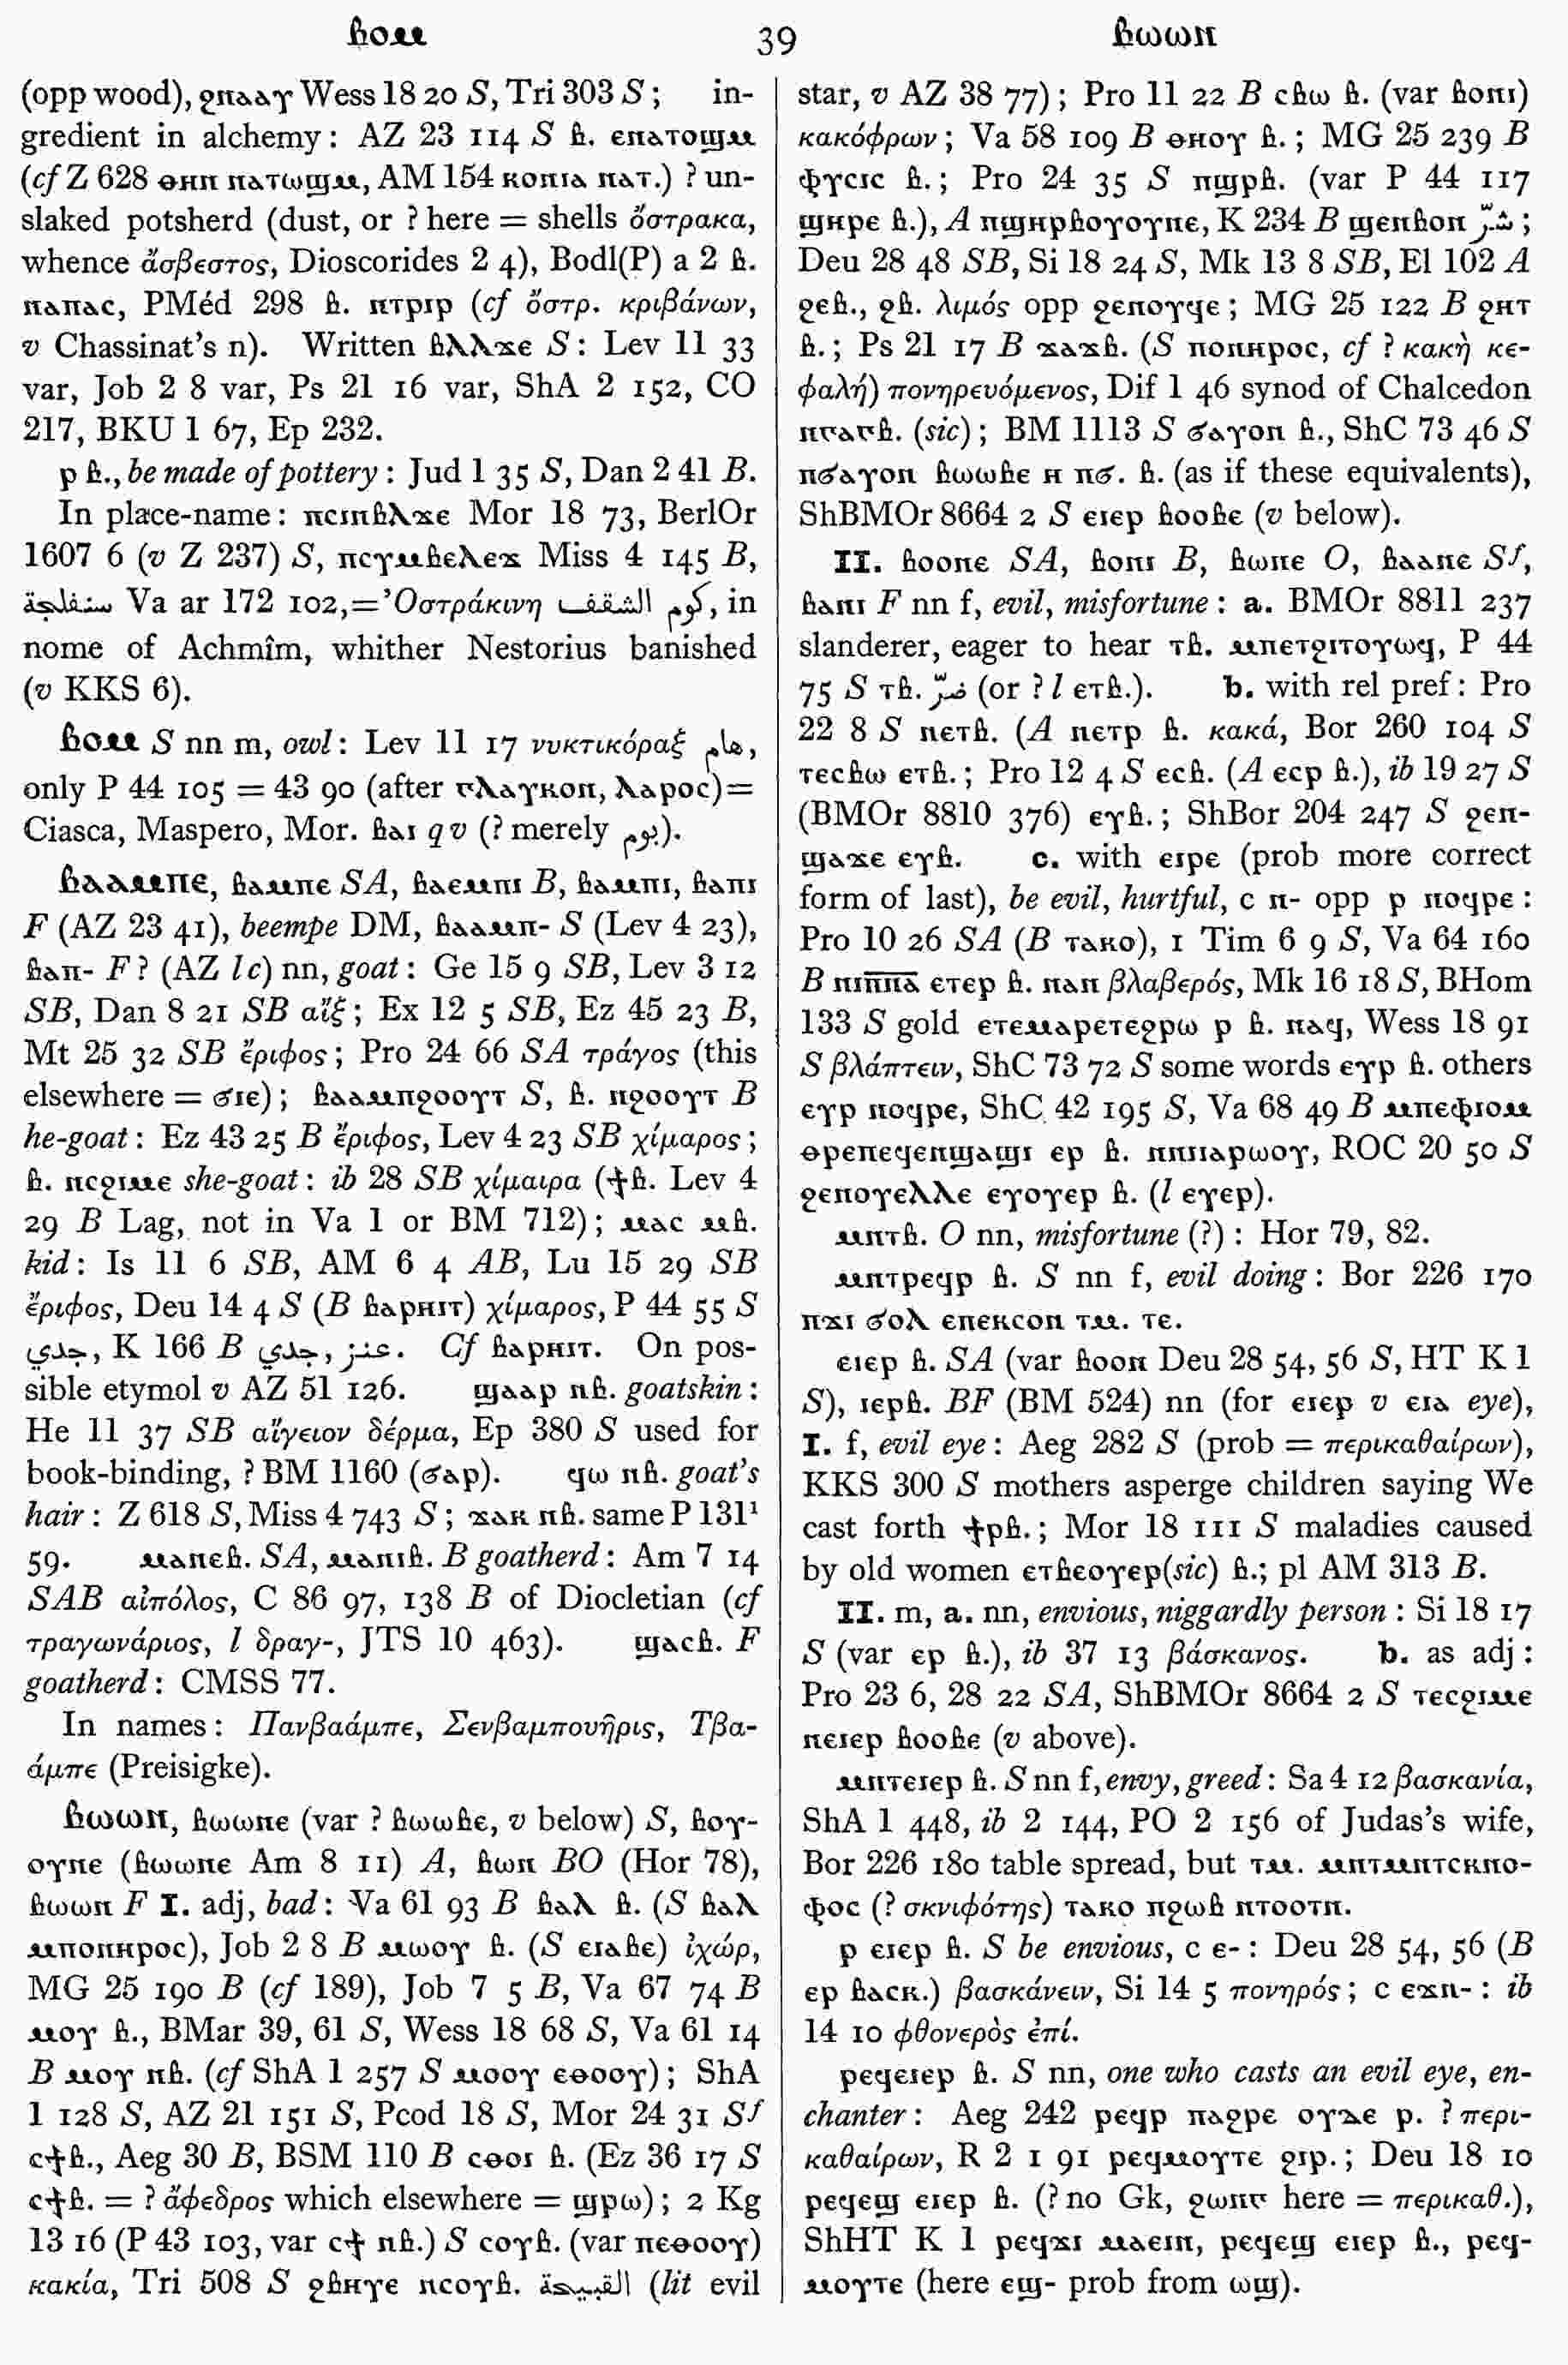 ⲃⲟⲙ 39 ⲃⲱⲱⲛ
(opp wood), ϩⲛⲁⲁⲩ Wess 18 20 S, Tri 303 S; in-
gredient in alchemy: AZ 23 114 S ⲃ. ⲉⲛⲁⲧⲟϣⲙ
(cf Z 628 ⲑⲏⲛ ⲛⲁⲧⲱϣⲙ, AM 154 ⲕⲟⲛⲓⲁ ⲛⲁⲧ.) ? un-
slaked potsherd (dust, or ? here = shells ὄστρακα,
whence ἄσβεστος, Dioscorides 2 4), Bodl(P) a 2 ⲃ.
ⲛⲁⲡⲁⲥ, PMéd 298 ⲃ. ⲛⲧⲣⲓⲣ (cf ὄστρ. κριβάνων,
v Chassinat's n). Written ⲃⲗⲗϫⲉ S: Lev 11 33
var, Job 2 8 var, Ps 21 16 var, ShA 2 152, CO
217, BKU 1 67, Ep 232.
ⲣ ⲃ., be made of pottery: Jud 1 35 S, Dan 2 41 B.
In place-name: ⲡⲥⲓⲛⲃⲗϫⲉ Mor 18 73, BerlOr
1607 6 (v Z 237) S, ⲡⲥⲩⲙⲃⲉⲗⲉϫ Miss 4 145 B,
سنفلجة Va ar 172 102,=’Οστράκινη كوم الشقف, in
nome of Achmîm, whither Nestorius banished
(v KKS 6).
ⲃⲟⲙ S nn m, owl: Lev 11 17 νυκτικόραξ هام,
only P 44 105 = 43 90 (after ⲅⲗⲁⲩⲕⲟⲛ, ⲗⲁⲣⲟⲥ)=
Ciasca, Maspero, Mor. ⲃⲁⲓ q v (? merely بوم).
ⲃⲁⲁⲙⲡⲉ, ⲃⲁⲙⲡⲉ SA, ⲃⲁⲉⲙⲡⲓ B, ⲃⲁⲙⲡⲓ, ⲃⲁⲡⲓ
F (AZ 23 41), beempe DM, ⲃⲁⲁⲙⲡ- S (Lev 4 23),
ⲃⲁⲡ- F? (AZ l c) nn, goat: Ge 15 9 SB, Lev 3 12
SB, Dan 8 21 SB αἴξ; Ex 12 5 SB, Ez 45 23 B,
Mt 25 32 SB ἔριφος; Pro 24 66 SA τράγος (this
elsewhere = ϭⲓⲉ); ⲃⲁⲁⲙⲡϩⲟⲟⲩⲧ S, ⲃ. ⲛϩⲟⲟⲩⲧ B
he-goat: Ez 43 25 B ἔριφος, Lev 4 23 SB χίμαρος;
ⲃ. ⲛⲥϩⲓⲙⲉ she-goat: ib 28 SB χίμαιρα (ϯⲃ. Lev 4
29 B Lag, not in Va 1 or BM 712); ⲙⲁⲥ ⲙⲃ.
kid: Is 11 6 SB, AM 6 4 AB, Lu 15 29 SB
ἔριφος, Deu 14 4 S (B ⲃⲁⲣⲏⲓⲧ) χίμαρος, P 44 55 S
جدي, K 166 B عنز, جدي. Cf ⲃⲁⲣⲏⲓⲧ. On pos-
sible etymol v AZ 51 126. ϣⲁⲁⲣ ⲛⲃ. goatskin:
He 11 37 SB αἴγειον δέρμα, Ep 380 S used for
book-binding, ? BM 1160 (ϭⲁⲣ). ϥⲱ ⲛⲃ. goat's
hair: Z 618 S, Miss 4 743 S; ϫⲁⲕ ⲛⲃ. same P 131¹
59. ⲙⲁⲛⲉⲃ. SA, ⲙⲁⲛⲓⲃ. B goatherd: Am 7 14
SAB αἰπόλος, C 86 97, 138 B of Diocletian (cf
τραγωνάριος, l δραγ-, JTS 10 463). ϣⲁⲥⲃ. F
goatherd: CMSS 77.
In names: Πανβαάμπε, Σενβαμπουῆρις, Τβα-
άμπε (Preisigke).
ⲃⲱⲱⲛ, ⲃⲱⲱⲛⲉ (var ? ⲃⲱⲱⲃⲉ, v below) S, ⲃⲟⲩ-
ⲟⲩⲛⲉ (ⲃⲱⲱⲛⲉ Am 8 11) A, ⲃⲱⲛ BO (Hor 78),
ⲃⲱⲱⲛ F I. adj, bad: Va 61 93 B ⲃⲁⲗ ⲃ. (S ⲃⲁⲗ
ⲙⲡⲟⲛⲏⲣⲟⲥ), Job 2 8 B ⲙⲱⲟⲩ ⲃ. (S ⲉⲓⲁⲃⲉ) ἰχώρ,
MG 25 190 B (cf 189), Job 7 5 B, Va 67 74 B
ⲙⲟⲩ ⲃ., BMar 39, 61 S, Wess 18 68 S, Va 61 14
B ⲙⲟⲩ ⲛⲃ. (cf ShA 1 257 S ⲙⲟⲟⲩ ⲉⲑⲟⲟⲩ); ShA
1 128 S, AZ 21 151 S, Pcod 18 S, Mor 24 31 Sf
ⲥϯⲃ., Aeg 30 B, BSM 110 B ⲥⲑⲟⲓ ⲃ. (Ez 36 17 S
ⲥϯⲃ. = ? ἄφεδρος which elsewhere = ϣⲣⲱ); 2 Kg
13 16 (P 43 103, var ⲥϯ ⲛⲃ.) S ⲥⲟⲩⲃ. (var ⲡⲉⲑⲟⲟⲩ)
κακία, Tri 508 S ϩⲃⲏⲩⲉ ⲛⲥⲟⲩⲃ. القبيحة (lit evil
star, v AZ 38 77); Pro 11 22 B ⲥⲃⲱ ⲃ. (var ⲃⲟⲛⲓ)
κακόφρων; Va 58 109 B ⲑⲏⲟⲩ ⲃ.; MG 25 239 B
ⲫⲩⲥⲓⲥ ⲃ.; Pro 24 35 S ⲡϣⲣⲃ. (var P 44 117
ϣⲏⲣⲉ ⲃ.), A ⲡϣⲏⲣⲃⲟⲩⲟⲩⲛⲉ, K 234 B ϣⲉⲛⲃⲟⲛ شرّ;
Deu 28 48 SB, Si 18 24 S, Mk 13 8 SB, El 102 A
ϩⲉⲃ., ϩⲃ. λιμός opp ϩⲉⲛⲟⲩϥⲉ; MG 25 122 B ϩⲏⲧ
ⲃ.; Ps 21 17 B ϫⲁϫⲃ. (S ⲡⲟⲛⲏⲣⲟⲥ, cf ? κακὴ κε-
φαλή) πονηρευόμενος, Dif 1 46 synod of Chalcedon
ⲡⲅⲁⲅⲃ. (sic); BM 1113 S ϭⲁⲩⲟⲛ ⲃ., ShC 73 46 S
ⲡϭⲁⲩⲟⲛ ⲃⲱⲱⲃⲉ ⲏ ⲡϭ. ⲃ. (as if these equivalents),
ShBMOr 8664 2 S ⲉⲓⲉⲣ ⲃⲟⲟⲃⲉ (v below).
II. ⲃⲟⲟⲛⲉ SA, ⲃⲟⲛⲓ B, ⲃⲱⲛⲉ O, ⲃⲁⲁⲛⲉ Sf,
ⲃⲁⲛⲓ F nn f, evil, misfortune: a. BMOr 8811 237
slanderer, eager to hear ⲧⲃ. ⲙⲡⲉⲧϩⲓⲧⲟⲩⲱϥ, P 44
75 S ⲧⲃ. ضرّ (or ? l ⲉⲧⲃ.). b. with rel pref: Pro
22 8 S ⲡⲉⲧⲃ. (A ⲡⲉⲧⲣ ⲃ. κακά, Bor 260 104 S
ⲧⲉⲥⲃⲱ ⲉⲧⲃ.; Pro 12 4 S ⲉⲥⲃ. (A ⲉⲥⲣ ⲃ.), ib 19 27 S
(BMOr 8810 376) ⲉⲩⲃ.; ShBor 204 247 S ϩⲉⲛ-
ϣⲁϫⲉ ⲉⲩⲃ. c. with ⲉⲓⲣⲉ (prob more correct
form of last), be evil, hurtful, c ⲛ- opp ⲣ ⲛⲟϥⲣⲉ:
Pro 10 26 SA (B ⲧⲁⲕⲟ), 1 Tim 6 9 S, Va 64 160
B ⲡⲓⲡ̅ⲛ̅ⲁ̅ ⲉⲧⲉⲣ ⲃ. ⲛⲁⲛ βλαβερός, Mk 16 18 S, BHom
133 S gold ⲉⲧⲉⲙⲁⲣⲉⲧⲉϩⲣⲱ ⲣ ⲃ. ⲛⲁϥ, Wess 18 91
S βλάπτειν, ShC 73 72 S some words ⲉⲩⲣ ⲃ. others
ⲉⲩⲣ ⲛⲟϥⲣⲉ, ShC 42 195 S, Va 68 49 B ⲙⲡⲉⲫⲓⲟⲙ
ⲑⲣⲉⲡⲉϥⲉⲛϣⲁϣⲓ ⲉⲣ ⲃ. ⲛⲛⲓⲁⲣⲱⲟⲩ, ROC 20 50 S
ϩⲉⲛⲟⲩⲉⲗⲗⲉ ⲉⲩⲟⲩⲉⲣ ⲃ. (l ⲉⲩⲉⲣ).
ⲙⲛⲧⲃ. O nn, misfortune (?): Hor 79, 82.
ⲙⲛⲧⲣⲉϥⲣ ⲃ. S nn f, evil doing: Bor 226 170
ⲡϫⲓ ϭⲟⲗ ⲉⲡⲉⲕⲥⲟⲛ ⲧⲙ. ⲧⲉ.
ⲉⲓⲉⲣ ⲃ. SA (var ⲃⲟⲟⲛ Deu 28 54, 56 S, HT K 1
S), ⲓⲉⲣⲃ. BF (BM 524) nn (for ⲉⲓⲉⲣ v ⲉⲓⲁ eye),
I. f, evil eye: Aeg 282 S (prob = περικαθαίρων),
KKS 300 S mothers asperge children saying We
cast forth ϯⲣⲃ.; Mor 18 111 S maladies caused
by old women ⲉⲧⲃⲉⲟⲩⲉⲣ(sic) ⲃ.; pl AM 313 B.
II. m, a. nn, envious, niggardly person: Si 18 17
S (var ⲉⲣ ⲃ.), ib 37 13 βάσκανος. b. as adj:
Pro 23 6, 28 22 SA, ShBMOr 8664 2 S ⲧⲉⲥϩⲓⲙⲉ
ⲛⲉⲓⲉⲣ ⲃⲟⲟⲃⲉ (v above).
ⲙⲛⲧⲉⲓⲉⲣ ⲃ. S nn f, envy, greed: Sa 4 12 βασκανία,
ShA 1 448, ib 2 144, PO 2 156 of Judas's wife,
Bor 226 180 table spread, but ⲧⲙ. ⲙⲛⲧⲙⲛⲧⲥⲕⲛⲟ-
ⲫⲟⲥ (? σκνιφότης) ⲧⲁⲕⲟ ⲡϩⲱⲃ ⲛⲧⲟⲟⲧⲛ.
ⲣ ⲉⲓⲉⲣ ⲃ. S be envious, c ⲉ-: Deu 28 54, 56 (B
ⲉⲣ ⲃⲁⲥⲕ.) βασκάνειν, Si 14 5 πονηρός; c ⲉϫⲛ-: ib
14 10 φθονερὸς ἐπί.
ⲣⲉϥⲉⲓⲉⲣ ⲃ. S nn, one who casts an evil eye, en-
chanter: Aeg 242 ⲣⲉϥⲣ ⲡⲁϩⲣⲉ ⲟⲩⲇⲉ ⲣ. ? περι-
καθαίρων, R 2 1 91 ⲣⲉϥⲙⲟⲩⲧⲉ ϩⲓⲣ.; Deu 18 10
ⲣⲉϥⲉϣ ⲉⲓⲉⲣ ⲃ. (? no Gk, ϩⲱⲛⲅ here = περικαθ.),
ShHT K 1 ⲣⲉϥϫⲓ ⲙⲁⲉⲓⲛ, ⲣⲉϥⲉϣ ⲉⲓⲉⲣ ⲃ., ⲣⲉϥ-
ⲙⲟⲩⲧⲉ (here ⲉϣ- prob from ⲱϣ).